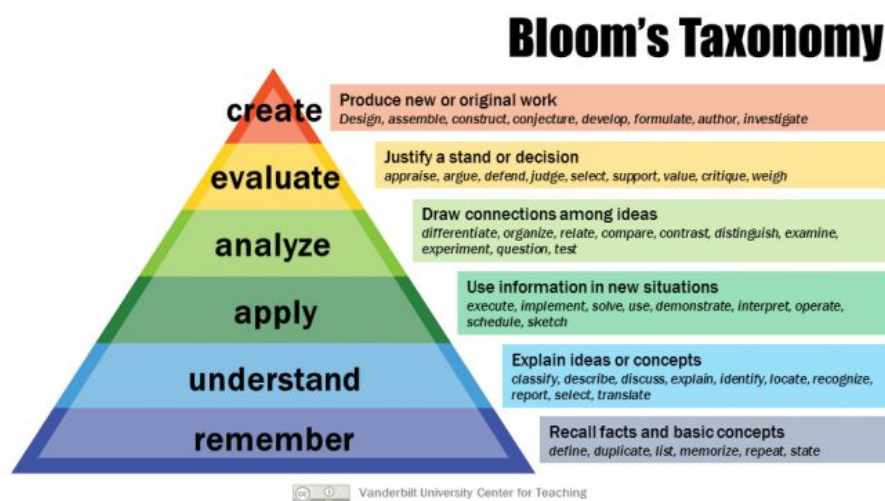 Bloom's Taxonomy
create
Produce new or original work
Design, assemble, construct, conjecture, develop, formulate, author, investigate
evaluate
Justify a stand or decision
appraise, argue, defend, judge, select, support, value, critique, weigh
analyze
Draw connections among ideas
differentiate, organize, relate, compare, contrast, distinguish, examine,
experiment, question, test
apply
Use information in new situations
execute, implement, solve, use, demonstrate, interpret, operate,
schedule, sketch
understand
Explain ideas or concepts
classify, describe, discuss, explain, identify, locate, recognize,
report, select, translate
remember
Recall facts and basic concepts
define, duplicate, list, memorize, repeat, state
cc
Vanderbilt University Center for Teaching